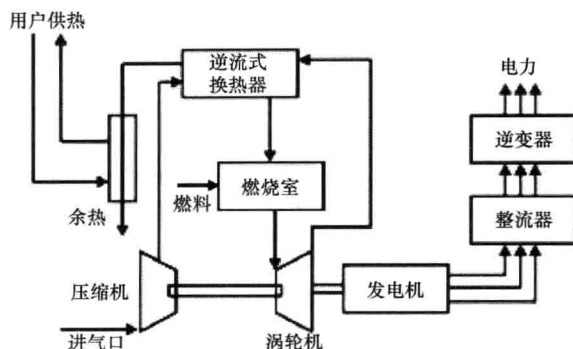 用户供热
逆流式
换热器
电力
逆变器
燃烧室
燃料
余热
整流器
压缩机
发电机
进气口
涡轮机